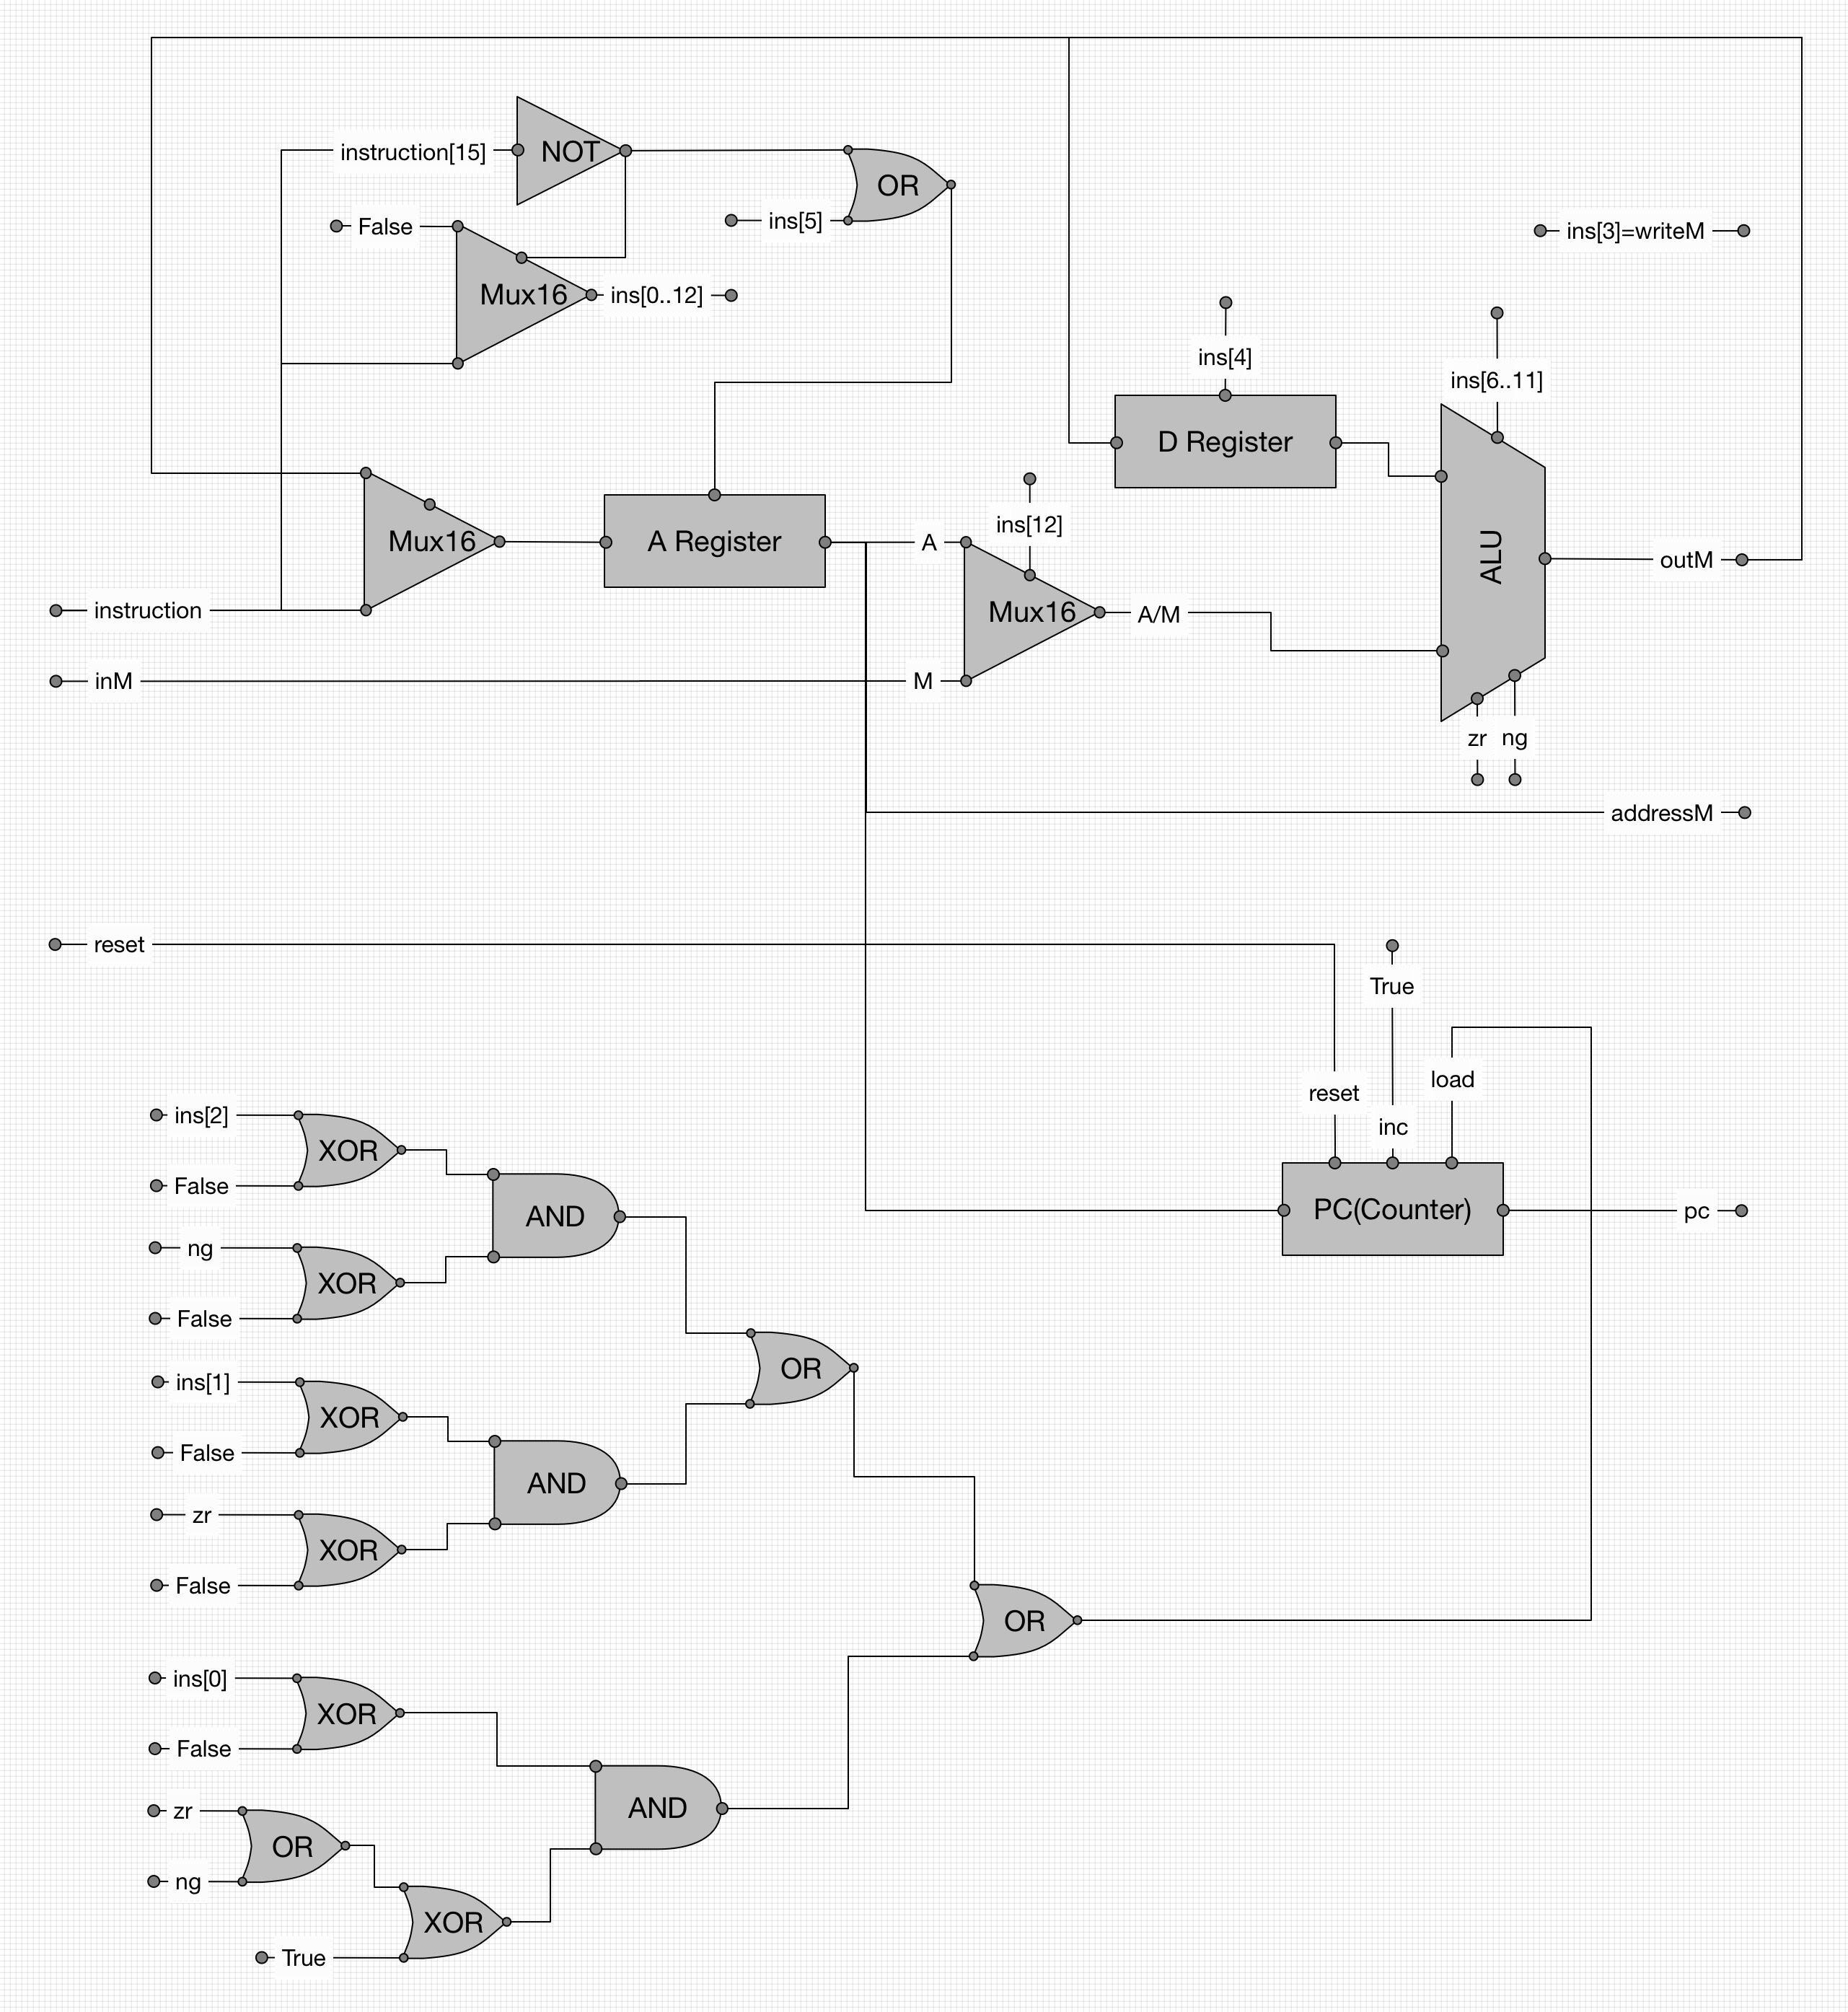 instruction[15]
NOT
OR
False
ins[5]
ins[3]=writeM
Mux16
ins[0..12]
ins[4]
ins[6..11]
D Register
ins[12]
Mux16
A Register
A
ALU
outM
instruction
Mux16
A/M
inM
M
zr
ng
addressM
reset
True
load
reset
inc
ins[2]
XOR
False
AND
PC(Counter)
pc
ng
XOR
False
OR
ins[1]
XOR
False
AND
zr
XOR
False
OR
ins[0]
XOR
False
AND
zr
OR
ng
XOR
True